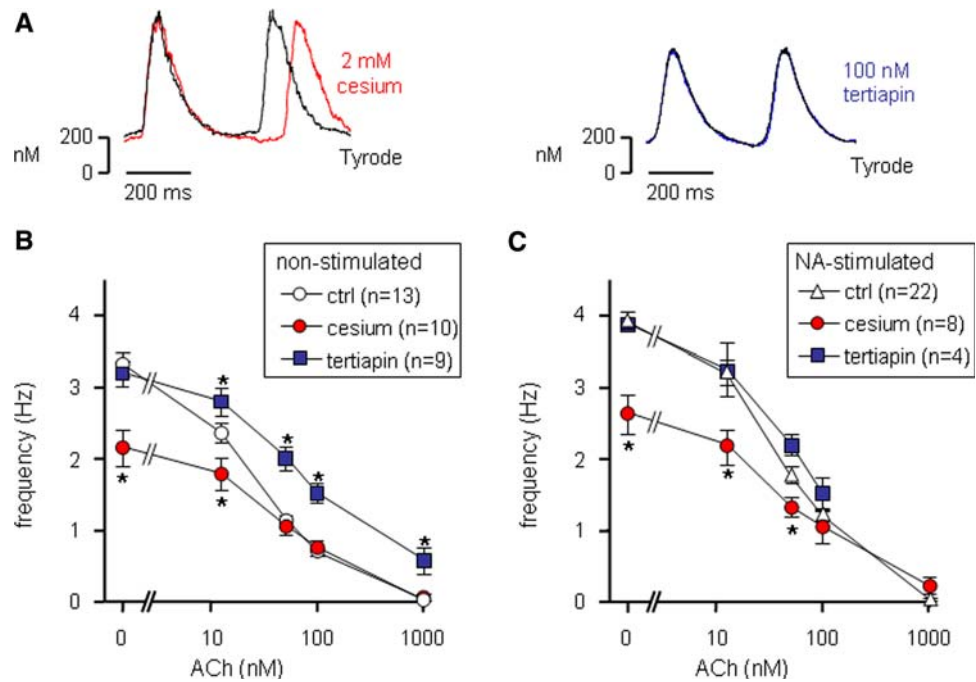 A
2 mM
cesium
nM
200
0
Tyrode
200 ms
100 nM
tertiapin
nM
200
0
Tyrode
200 ms
B
non-stimulated
ctrl (n=13)
cesium (n=10)
tertiapin (n=9)
frequency (Hz)
4
3
2
1
0
* * * * * *
0 10 100 1000
ACh (nM)
C
NA-stimulated
ctrl (n=22)
cesium (n=8)
tertiapin (n=4)
frequency (Hz)
4
3
2
1
0
* * *
0 10 100 1000
ACh (nM)